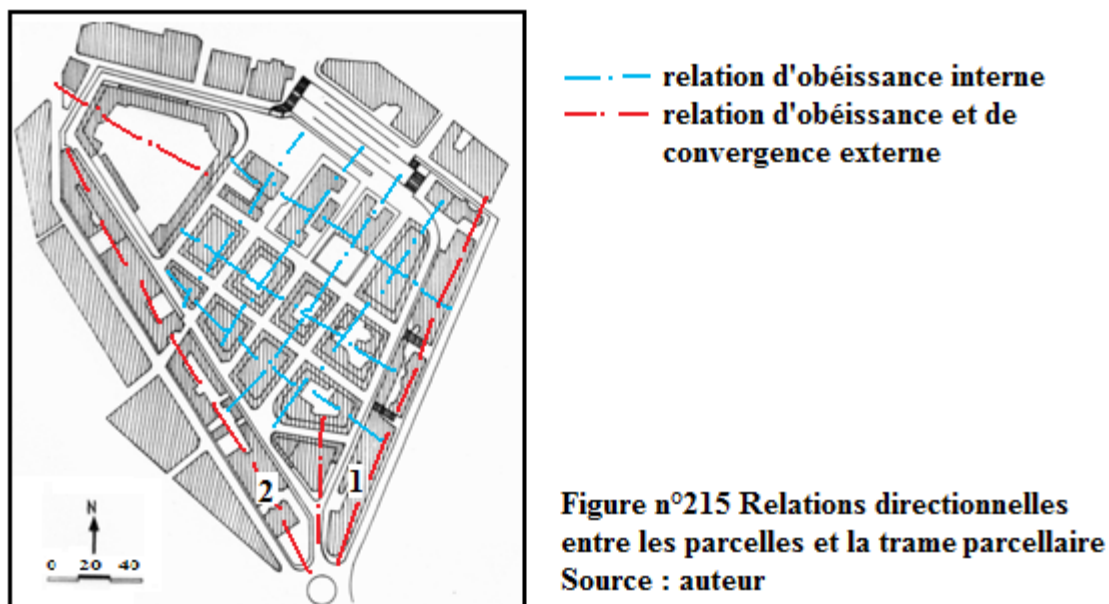 relation d'obéissance interne
relation d'obéissance et de
convergence externe
2
1
N
0 20 40
Figure n°215 Relations directionnelles
entre les parcelles et la trame parcellaire
Source : auteur